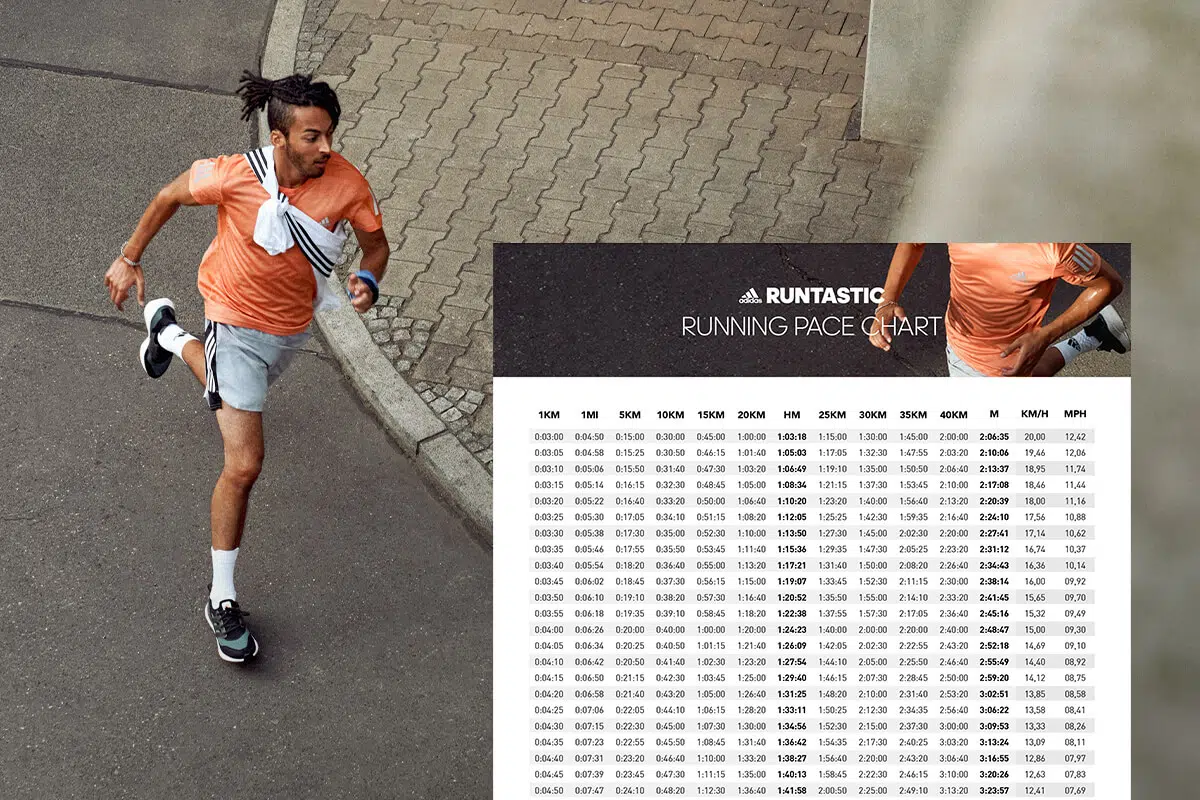 adidas RUNTASTIC
RUNNING PACE CHART
1KM 1MI 5KM 10KM 15KM 20KM HM 25KM 30KM 35KM 40KM M KM/H MPH
0:03:00 0:04:50 0:15:00 0:30:00 0:45:00 1:00:00 1:03:18 1:15:00 1:30:00 1:45:00 2:00:00 2:06:35 20,00 12,42
0:03:05 0:04:58 0:15:25 0:30:50 0:46:15 1:01:40 1:05:03 1:17:05 1:32:30 1:47:55 2:03:20 2:10:06 19,46 12,06
0:03:10 0:05:06 0:15:50 0:31:40 0:47:30 1:03:20 1:06:49 1:19:10 1:35:00 1:50:50 2:06:40 2:13:37 18,95 11,74
0:03:15 0:05:14 0:16:15 0:32:30 0:48:45 1:05:00 1:08:34 1:21:15 1:37:30 1:53:45 2:10:00 2:17:08 18,46 11,44
0:03:20 0:05:22 0:16:40 0:33:20 0:50:00 1:06:40 1:10:20 1:23:20 1:40:00 1:56:40 2:13:20 2:20:39 18,00 11,16
0:03:25 0:05:30 0:17:05 0:34:10 0:51:15 1:08:20 1:12:05 1:25:25 1:42:30 1:59:35 2:16:40 2:24:10 17,56 10,88
0:03:30 0:05:38 0:17:30 0:35:00 0:52:30 1:10:00 1:13:50 1:27:30 1:45:00 2:02:30 2:20:00 2:27:41 17,14 10,62
0:03:35 0:05:46 0:17:55 0:35:50 0:53:45 1:11:40 1:15:36 1:29:35 1:47:30 2:05:25 2:23:20 2:31:12 16,74 10,37
0:03:40 0:05:54 0:18:20 0:36:40 0:55:00 1:13:20 1:17:21 1:31:40 1:50:00 2:08:20 2:26:40 2:34:43 16,36 10,14
0:03:45 0:06:02 0:18:45 0:37:30 0:56:15 1:15:00 1:19:07 1:33:45 1:52:30 2:11:15 2:30:00 2:38:14 16,00 09,92
0:03:50 0:06:10 0:19:10 0:38:20 0:57:30 1:16:40 1:20:52 1:35:50 1:55:00 2:14:10 2:33:20 2:41:45 15,65 09,70
0:03:55 0:06:18 0:19:35 0:39:10 0:58:45 1:18:20 1:22:38 1:37:55 1:57:30 2:17:05 2:36:40 2:45:16 15,32 09,49
0:04:00 0:06:26 0:20:00 0:40:00 1:00:00 1:20:00 1:24:23 1:40:00 2:00:00 2:20:00 2:40:00 2:48:47 15,00 09,30
0:04:05 0:06:34 0:20:25 0:40:50 1:01:15 1:21:40 1:26:09 1:42:05 2:02:30 2:22:55 2:43:20 2:52:18 14,69 09,10
0:04:10 0:06:42 0:20:50 0:41:40 1:02:30 1:23:20 1:27:54 1:44:10 2:05:00 2:25:50 2:46:40 2:55:49 14,40 08,92
0:04:15 0:06:50 0:21:15 0:42:30 1:03:45 1:25:00 1:29:40 1:46:15 2:07:30 2:28:45 2:50:00 2:59:20 14,12 08,75
0:04:20 0:06:58 0:21:40 0:43:20 1:05:00 1:26:40 1:31:25 1:48:20 2:10:00 2:31:40 2:53:20 3:02:51 13,85 08,58
0:04:25 0:07:06 0:22:05 0:44:10 1:06:15 1:28:20 1:33:11 1:50:25 2:12:30 2:34:35 2:56:40 3:06:22 13,58 08,41
0:04:30 0:07:15 0:22:30 0:45:00 1:07:30 1:30:00 1:34:56 1:52:30 2:15:00 2:37:30 3:00:00 3:09:53 13,33 08,26
0:04:35 0:07:23 0:22:55 0:45:50 1:08:45 1:31:40 1:36:42 1:54:35 2:17:30 2:40:25 3:03:20 3:13:24 13,09 08,11
0:04:40 0:07:31 0:23:20 0:46:40 1:10:00 1:33:20 1:38:27 1:56:40 2:20:00 2:43:20 3:06:40 3:16:55 12,86 07,97
0:04:45 0:07:39 0:23:45 0:47:30 1:11:15 1:35:00 1:40:13 1:58:45 2:22:30 2:46:15 3:10:00 3:20:26 12,63 07,83
0:04:50 0:07:47 0:24:10 0:48:20 1:12:30 1:36:40 1:41:58 2:00:50 2:25:00 2:49:10 3:13:20 3:23:57 12,41 07,69